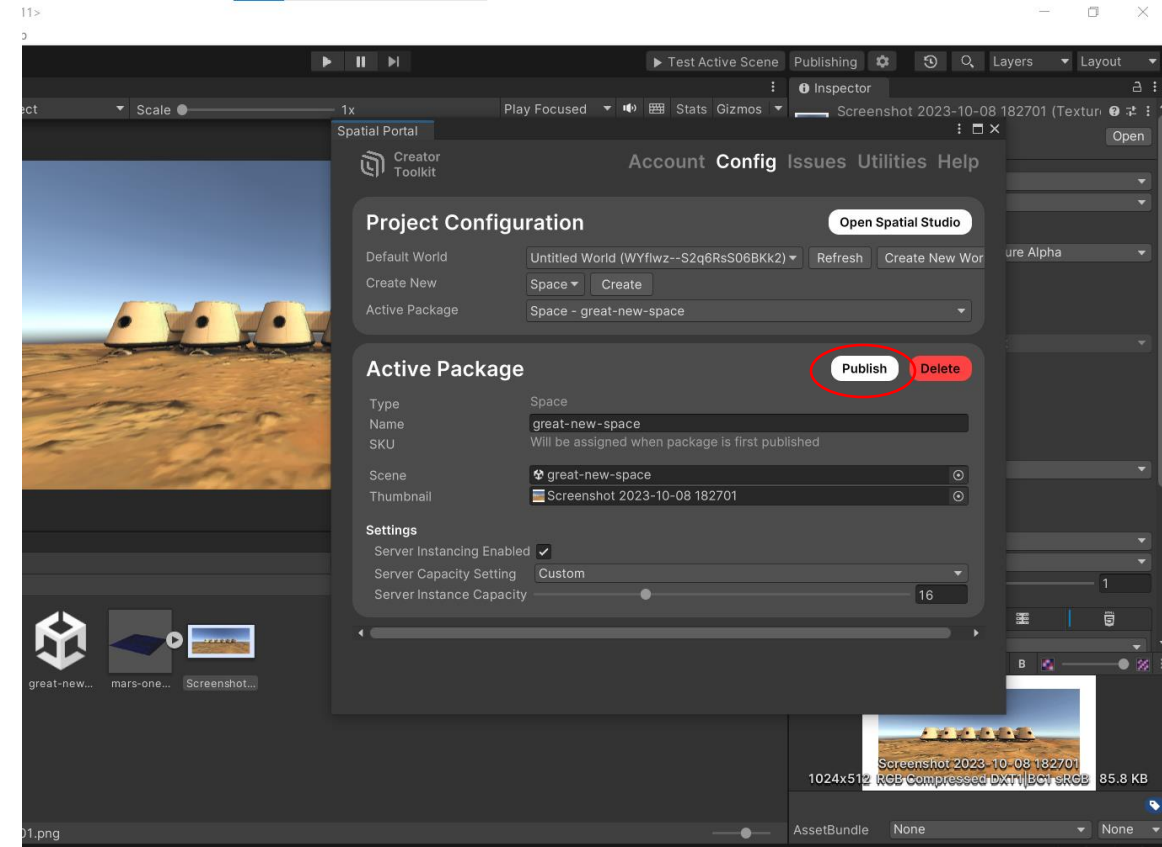 11>
Test Active Scene Publishing Layers Layout
Inspector
Scale 1x Play Focused Stats Gizmos
Screenshot 2023-10-08 182701
Open
Spatial Portal
Creator
Toolkit
Account Config Issues Utilities Help
Project Configuration Open Spatial Studio
Default World Untitled World (WYflwz--S2q6RsS06BKk2) Refresh Create New Wor
ure Alpha
Create New Space Create
Active Package Space - great-new-space
Active Package Publish Delete
Type Space
Name great-new-space
SKU Will be assigned when package is first published
Scene great-new-space
Thumbnail Screenshot 2023-10-08 182701
Settings
Server Instancing Enabled
Server Capacity Setting Custom
Server Instance Capacity 16
1
B
great-new... mars-one... Screenshot...
Screenshot 2023-10-08 182701
1024x512 RGB Compressed DXT1|BC1 sRGB 85.8 KB
01.png
AssetBundle None None